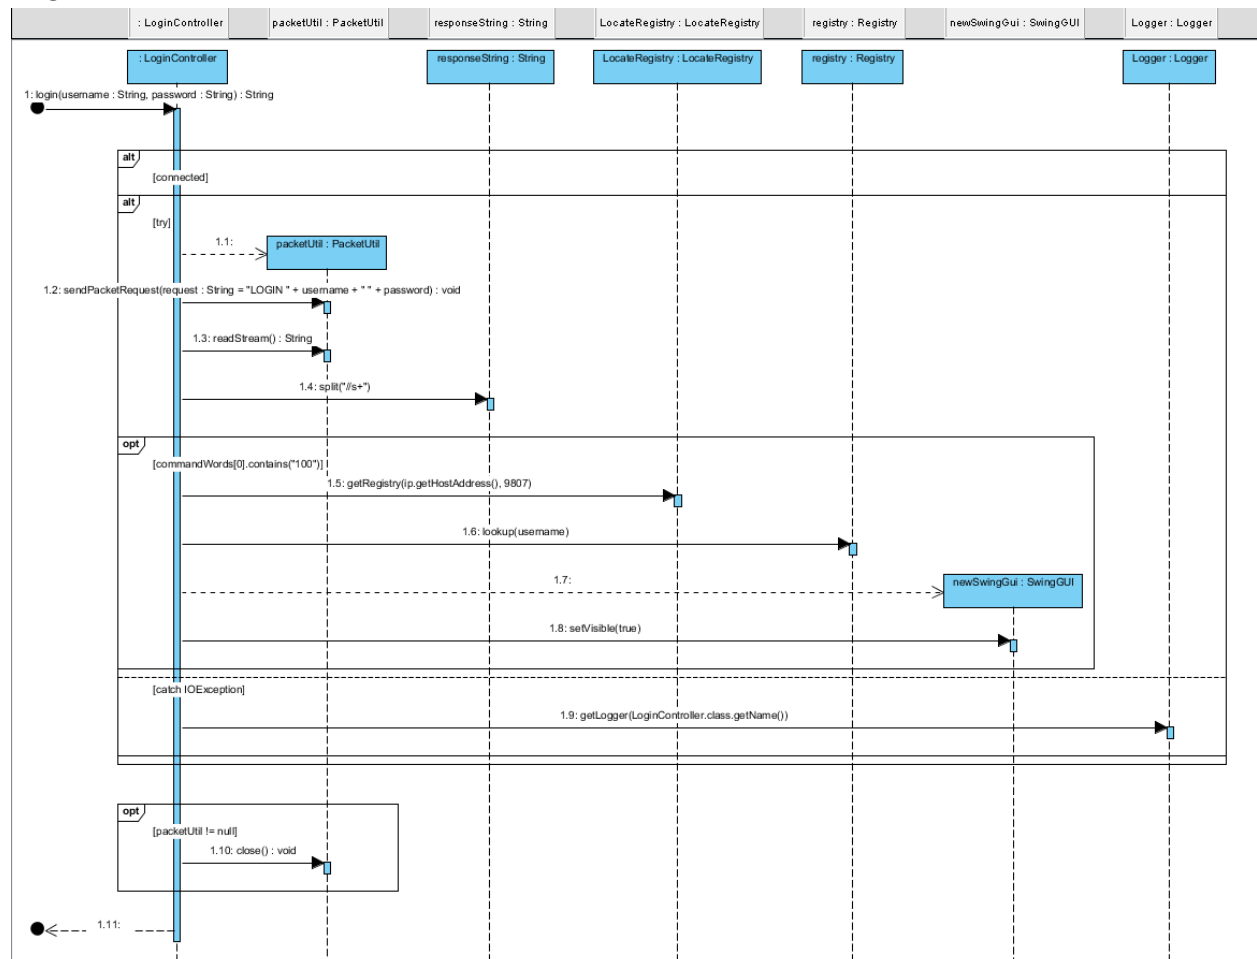 : LoginController
packetUtil : PacketUtil
responseString : String
LocateRegistry : LocateRegistry
registry : Registry
newSwingGui : SwingGUI
Logger : Logger
: LoginController
responseString : String
LocateRegistry : LocateRegistry
registry : Registry
Logger : Logger
1: login(username : String, password : String) : String
alt
[connected]
alt
[try]
1.1:
packetUtil : PacketUtil
1.2: sendPacketRequest(request : String = "LOGIN " + username + " " + password) : void
1.3: readStream() : String
1.4: split("//s+")
opt
[commandWords[0].contains("100")]
1.5: getRegistry(ip.getHostAddress(), 9807)
1.6: lookup(username)
1.7:
newSwingGui : SwingGUI
1.8: setVisible(true)
[catch IOException]
1.9: getLogger(LoginController.class.getName())
opt
[packetUtil != null]
1.10: close() : void
1.11: